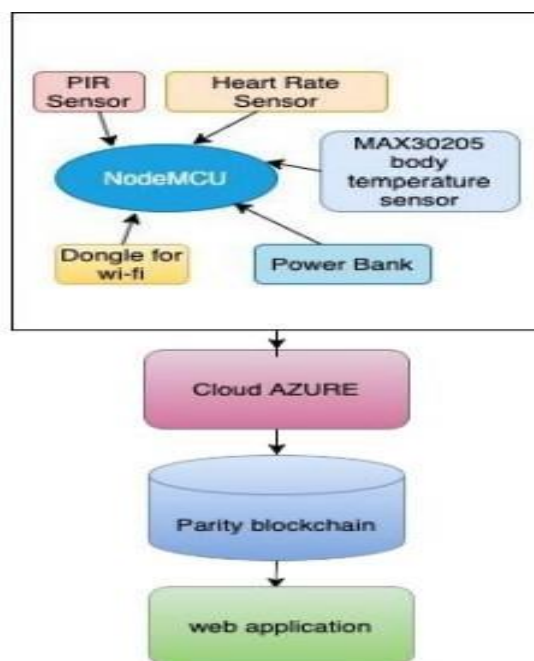 PIR
Sensor
Heart Rate
Sensor
MAX30205
body
temperature
sensor
NodeMCU
Dongle for
wi-fi
Power Bank
Cloud AZURE
Parity blockchain
web application